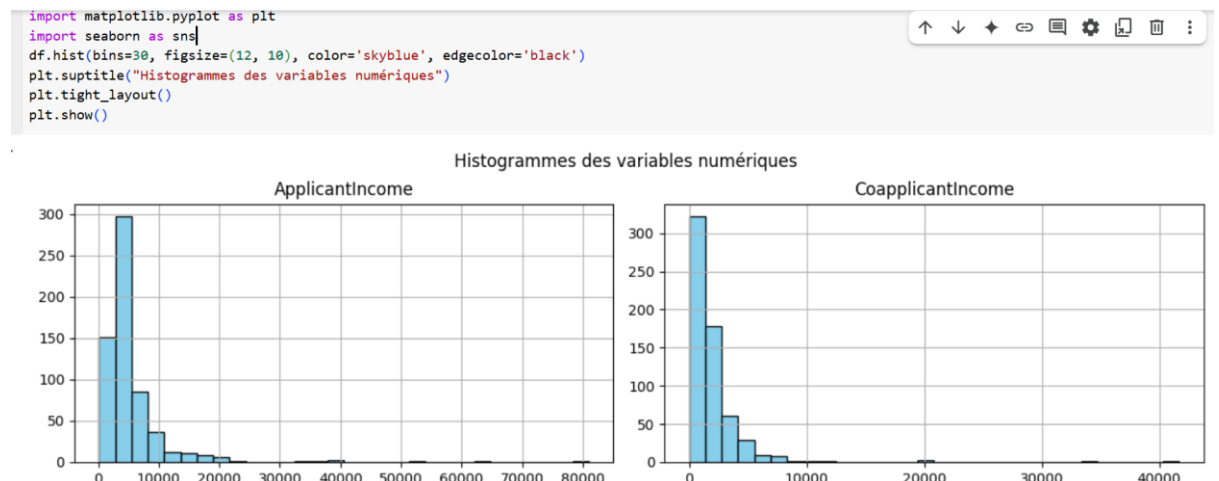 import matplotlib.pyplot as plt
import seaborn as sns
df.hist(bins=30, figsize=(12, 10), color='skyblue', edgecolor='black')
plt.suptitle("Histogrammes des variables numériques")
plt.tight_layout()
plt.show()
Histogrammes des variables numériques
ApplicantIncome
300
250
200
150
100
50
0
0 10000 20000 30000 40000 50000 60000 70000 80000
CoapplicantIncome
300
250
200
150
100
50
0
0 10000 20000 30000 40000